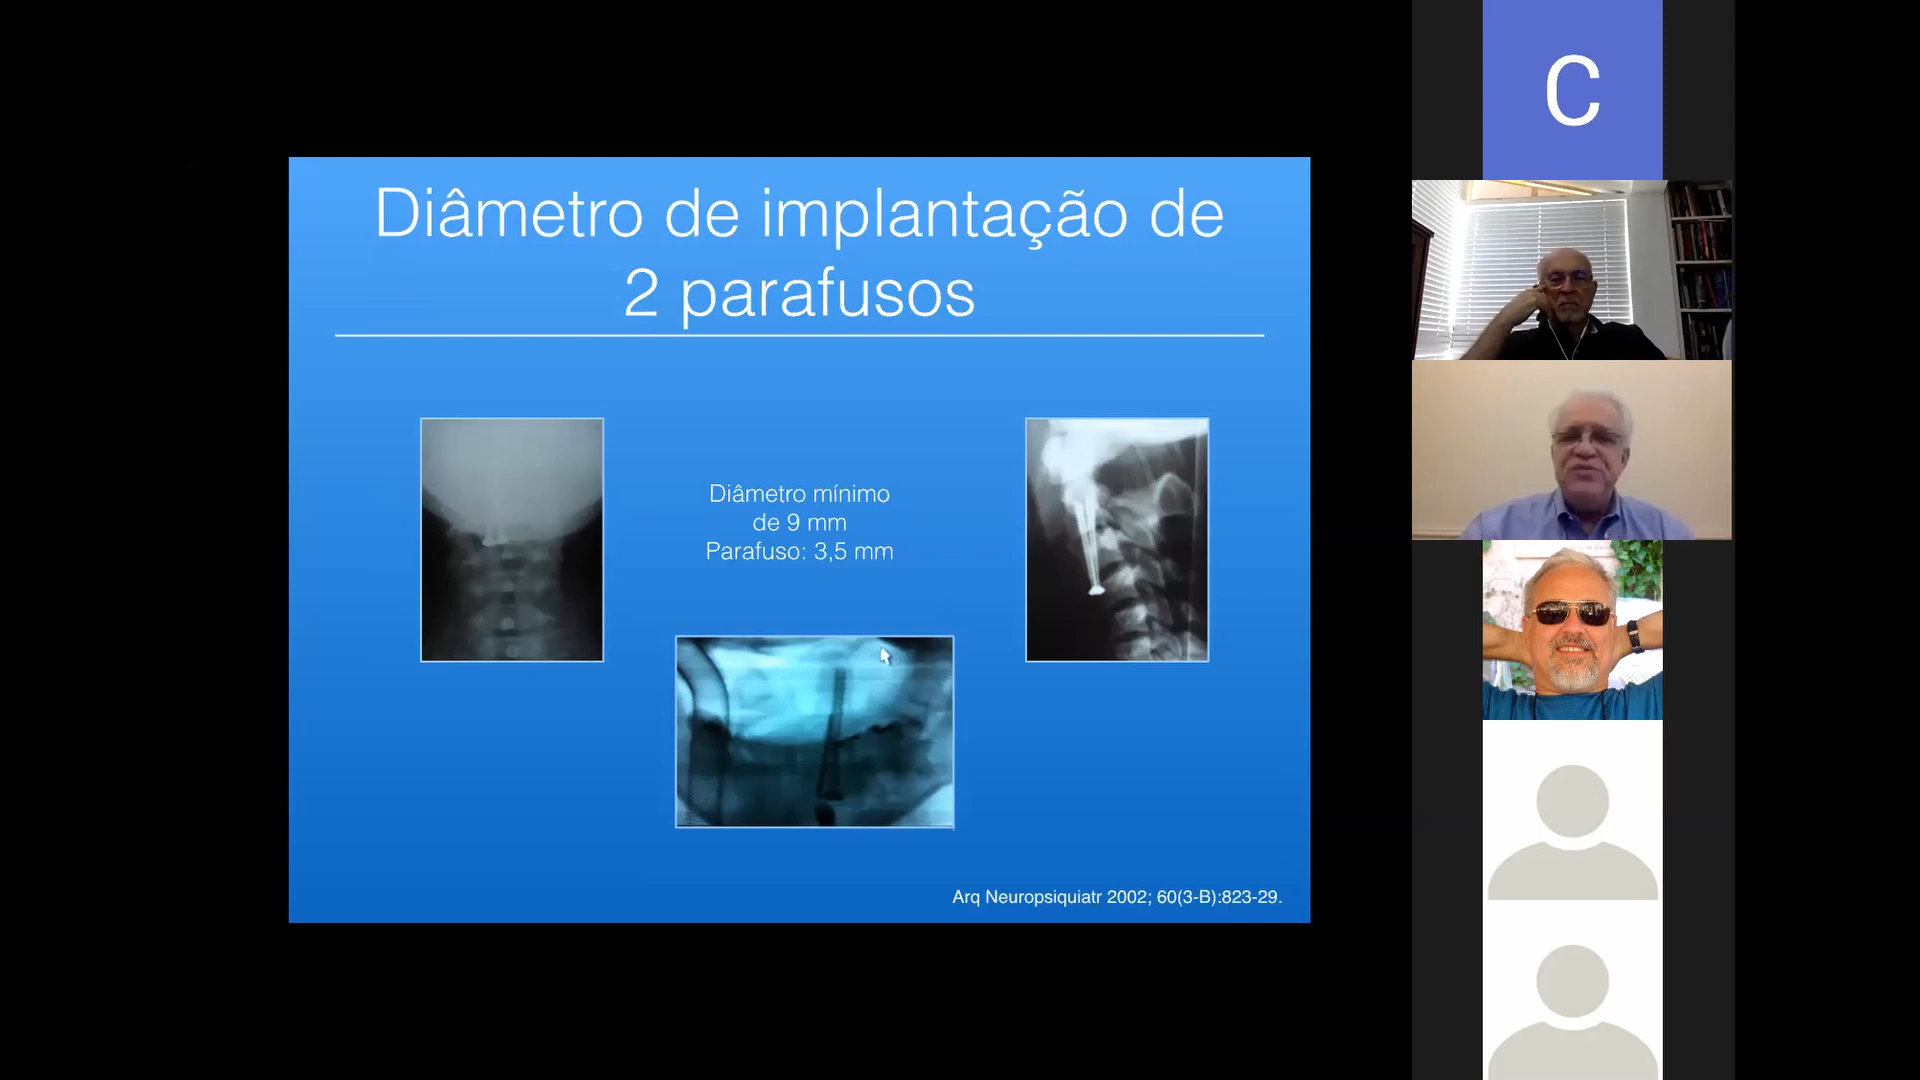 Diâmetro de implantação de
2 parafusos
Diâmetro mínimo
de 9 mm
Parafuso: 3,5 mm
Arq Neuropsiquiatr 2002; 60(3-B):823-29.
C